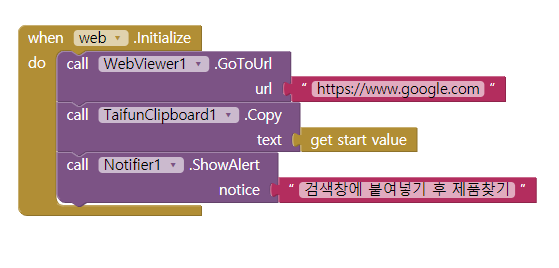 when web .Initialize
do call WebViewer1 .GoToUrl
url " https://www.google.com "
call TaifunClipboard1 .Copy
text get start value
call Notifier1 .ShowAlert
notice " 검색창에 붙여넣기 후 제품찾기 "